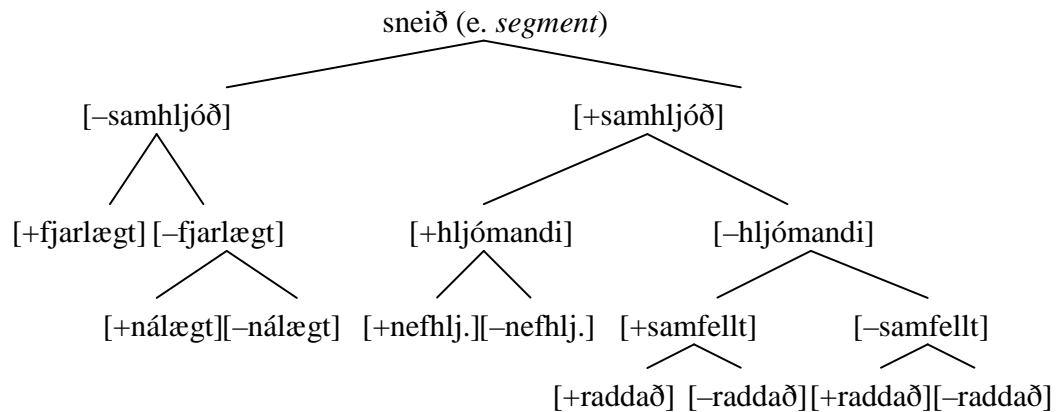 sneið (e. segment)
[–samhljóð] [+samhljóð]
[+fjarlægt] [–fjarlægt] [+hljómandi] [–hljómandi]
[+nálægt][–nálægt] [+nefhlj.][–nefhlj.] [+samfellt] [–samfellt]
[+raddað] [–raddað] [+raddað][–raddað]